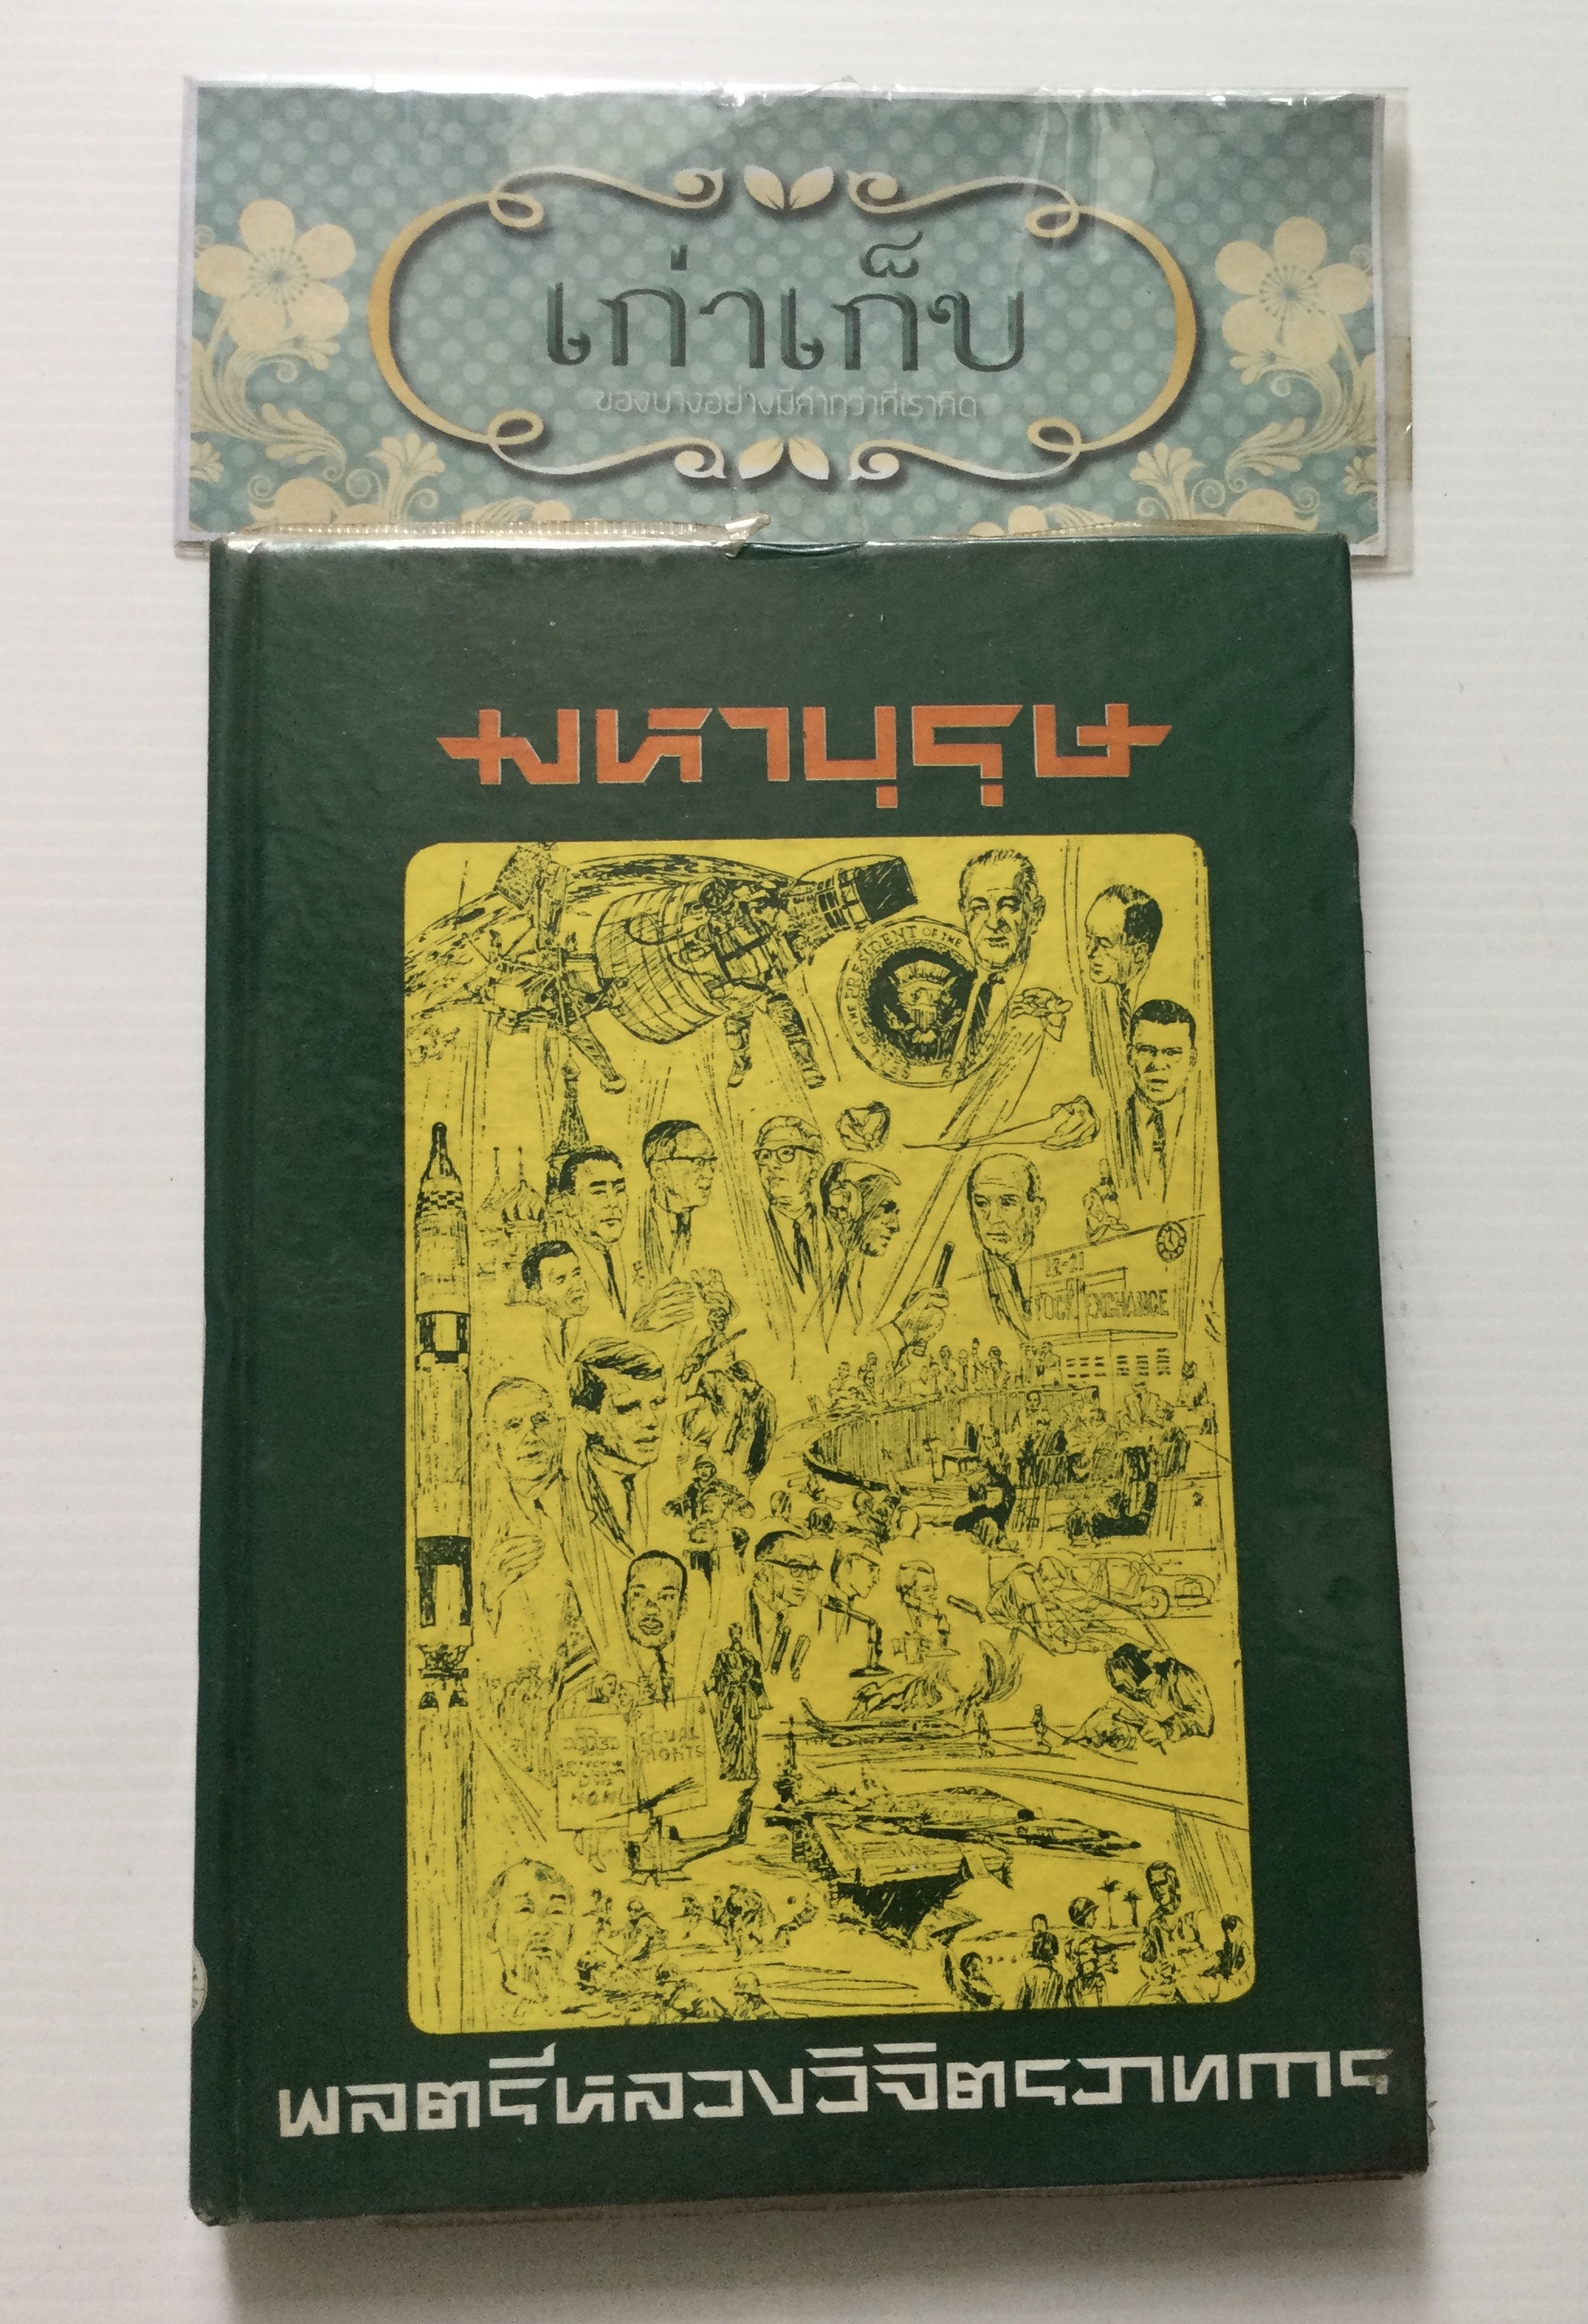 เก่าเก็บ
ของบางอย่างมีค่ากว่าที่เราคิด
มหาบุรุษ
PRESIDENT OF THE
STOCK EXCHANGE
พลตรีหลวงวิจิตรวาทการ